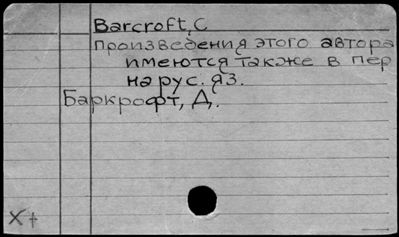 Barcroft, C
произведения этого автора
имеются также в пер
на рус. яз.
Баркрофт, Д.
X +